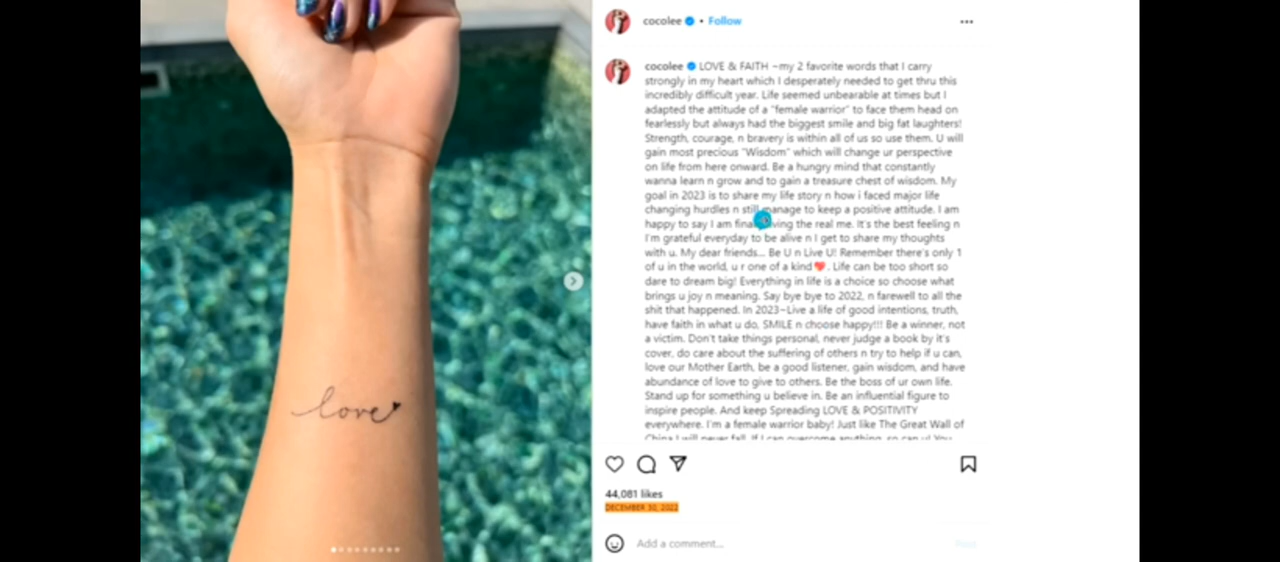 love
cocolee • Follow
cocolee LOVE & FAITH ~my 2 favorite words that I carry
strongly in my heart which I desperately needed to get thru this
incredibly difficult year. Life seemed unbearable at times but I
adapted the attitude of a "female warrior" to face them head on
fearlessly but always had the biggest smile and big fat laughters!
Strength, courage, n bravery is within all of us so use them. U will
gain most precious "Wisdom" which will change ur perspective
on life from here onward. Be a hungry mind that constantly
wanna learn n grow and to gain a treasure chest of wisdom. My
goal in 2023 is to share my life story n how i faced major life
changing hurdles n still manage to keep a positive attitude. I am
happy to say I am ving the real me. It's the best feeling n
I'm grateful everyday to be alive n I get to share my thoughts
with u. My dear friends... Be U n Live U! Remember there's only 1
of u in the world, u r one of a kind❤️. Life can be too short so
dare to dream big! Everything in life is a choice so choose what
brings u joy n meaning. Say bye bye to 2022, n farewell to all the
shit that happened. In 2023~Live a life of good intentions, truth,
have faith in what u do, SMILE n choose happy!!! Be a winner, not
a victim. Don't take things personal, never judge a book by it's
cover, do care about the suffering of others n try to help if u can,
love our Mother Earth, be a good listener, gain wisdom, and have
abundance of love to give to others. Be the boss of ur own life.
Stand up for something u believe in. Be an influential figure to
inspire people. And keep Spreading LOVE & POSITIVITY
everywhere. I'm a female warrior baby! Just like The Great Wall of
China I will never fall. If I can overcome anything, so can u! You
44,081 likes
DECEMBER 30, 2022
Add a comment...